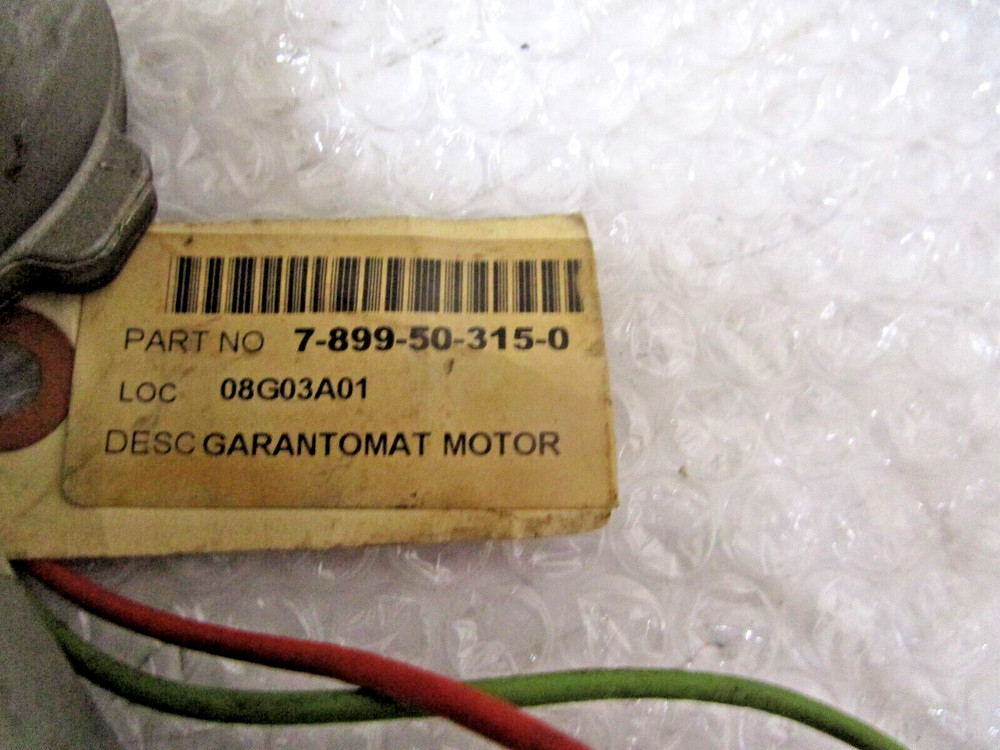 PART NO 7-899-50-315-0
LOC 08G03A01
DESC GARANTOMAT MOTOR